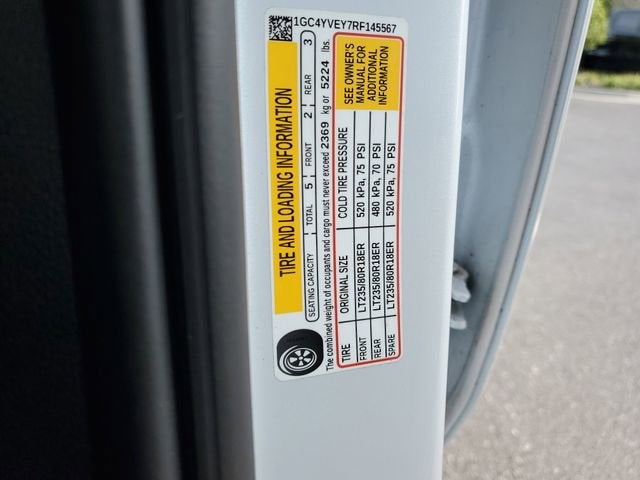 1GC4YVEY7RF145567
TIRE AND LOADING INFORMATION
SEATING CAPACITY TOTAL 5 FRONT 2 REAR 3
The combined weight of occupants and cargo must never exceed 2369 kg or 5224 lbs.
TIRE ORIGINAL SIZE COLD TIRE PRESSURE
FRONT LT235/80R18ER 520 kPa, 75 PSI
REAR LT235/80R18ER 480 kPa, 70 PSI
SPARE LT235/80R18ER 520 kPa, 75 PSI
SEE OWNER'S
MANUAL FOR
ADDITIONAL
INFORMATION